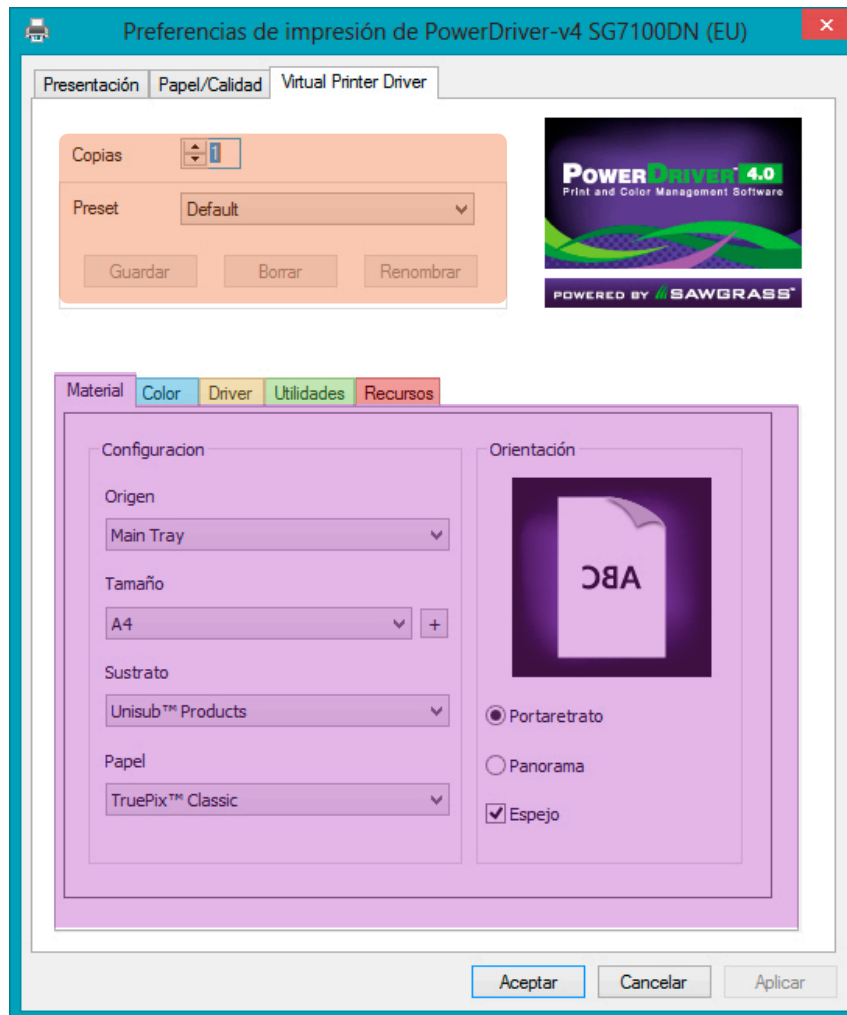 Preferencias de impresión de PowerDriver-v4 SG7100DN (EU)
Presentación Papel/Calidad Virtual Printer Driver
Copias 1
Preset Default
Guardar Borrar Renombrar
POWERDRIVER™ 4.0
Print and Color Management Software
POWERED BY SAWGRASS™
Material Color Driver Utilidades Recursos
Configuracion
Origen
Main Tray
Tamaño
A4 +
Sustrato
Unisub™ Products
Papel
TruePix™ Classic
Orientación
ABC
Portaretrato
Panorama
Espejo
Aceptar Cancelar Aplicar